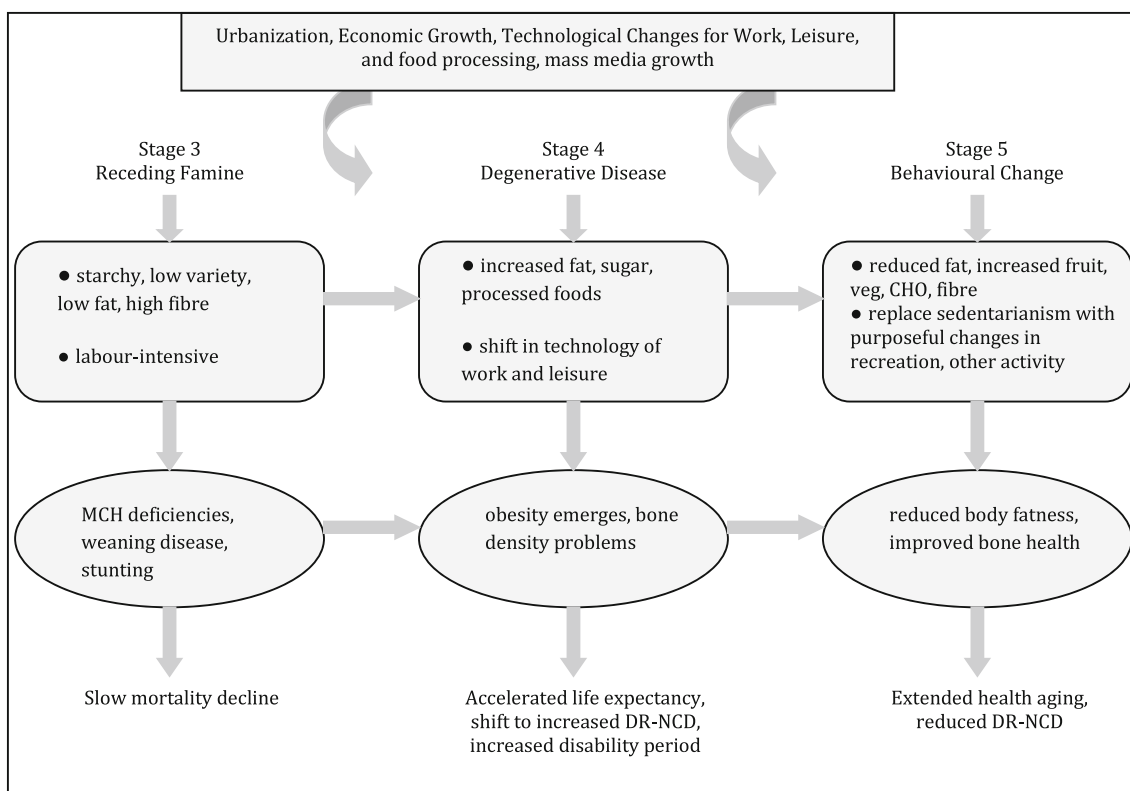 Urbanization, Economic Growth, Technological Changes for Work, Leisure,
and food processing, mass media growth
Stage 3
Receding Famine
Stage 4
Degenerative Disease
Stage 5
Behavioural Change
● starchy, low variety,
low fat, high fibre
● labour-intensive
● increased fat, sugar,
processed foods
● shift in technology of
work and leisure
● reduced fat, increased fruit,
veg, CHO, fibre
● replace sedentarianism with
purposeful changes in
recreation, other activity
MCH deficiencies,
weaning disease,
stunting
obesity emerges, bone
density problems
reduced body fatness,
improved bone health
Slow mortality decline
Accelerated life expectancy,
shift to increased DR-NCD,
increased disability period
Extended health aging,
reduced DR-NCD